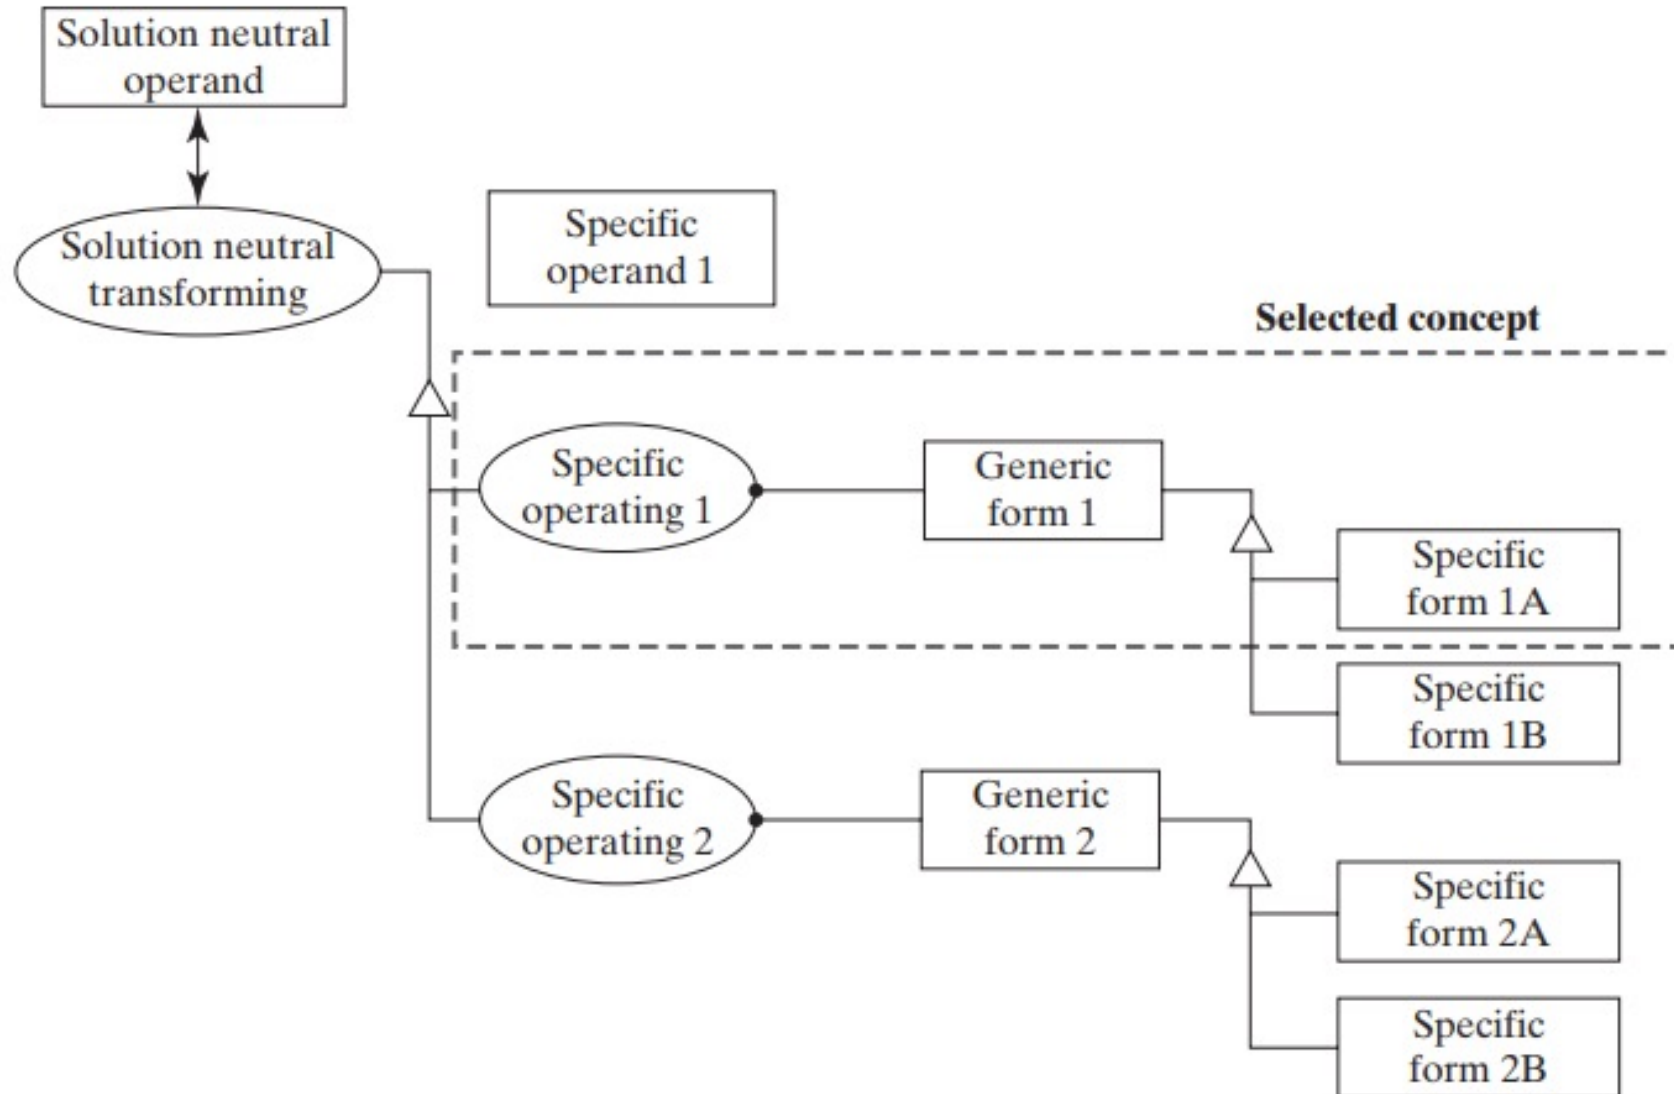 Solution neutral
operand
Solution neutral
transforming
Specific
operand 1
Selected concept
Specific
operating 1
Generic
form 1
Specific
form 1A
Specific
form 1B
Specific
operating 2
Generic
form 2
Specific
form 2A
Specific
form 2B